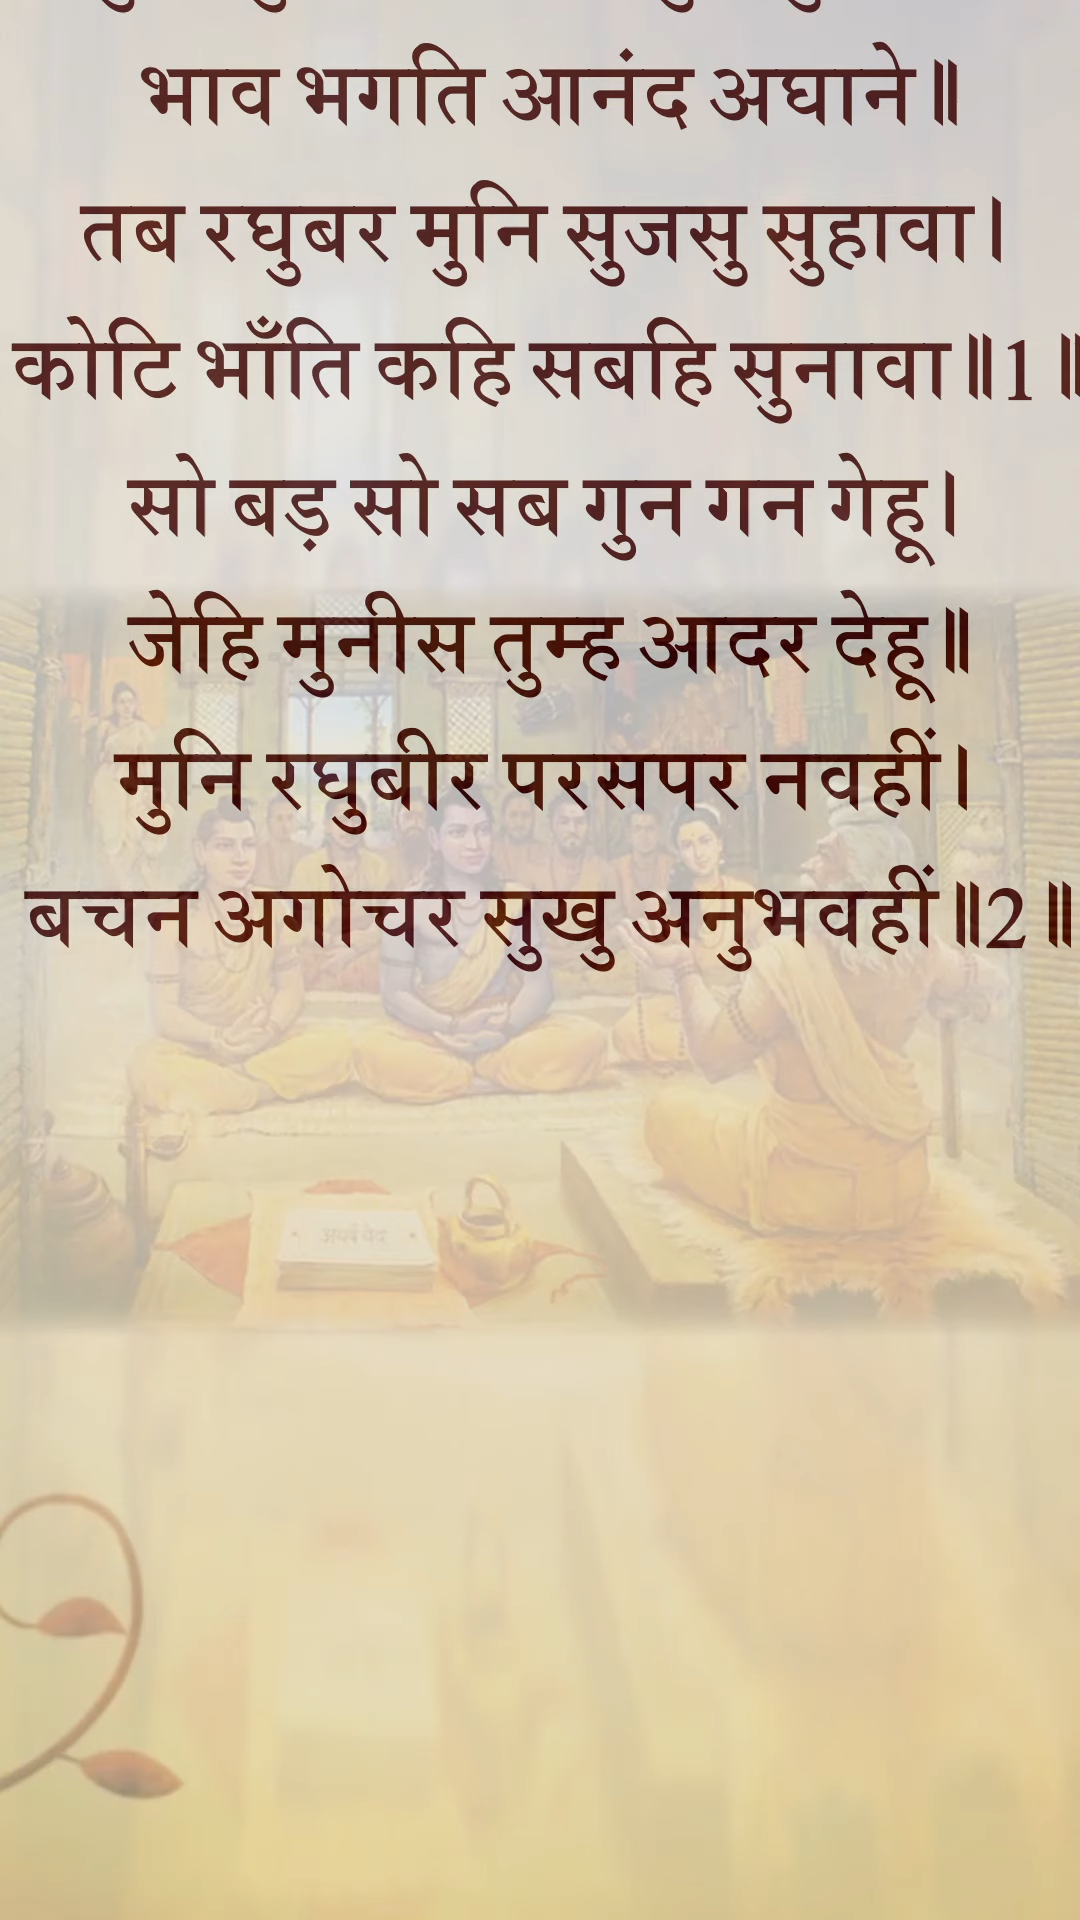 भाव भगति आनंद अघाने॥
तब रघुबर मुनि सुजसु सुहावा।
कोटि भाँति कहि सबहि सुनावा॥1॥
सो बड़ सो सब गुन गन गेहू।
जेहि मुनीस तुम्ह आदर देहू॥
मुनि रघुबीर परसपर नवहीं।
बचन अगोचर सुखु अनुभवहीं॥2॥